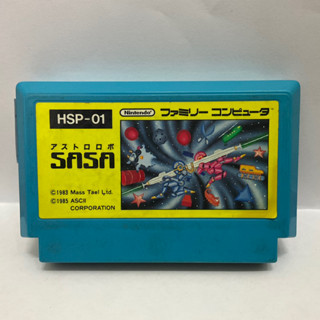 HSP-01
Nintendo ファミリー コンピュータ
アストロロボ
SASA
©1983 Mass Tael Ltd.
©1985 ASCII
CORPORATION